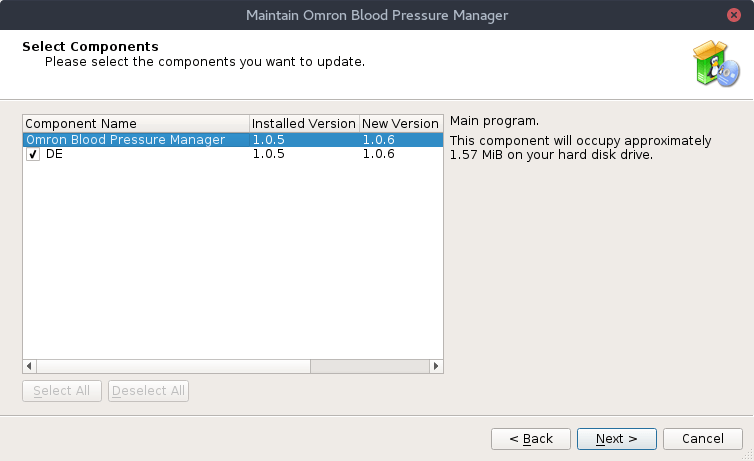 Maintain Omron Blood Pressure Manager
Select Components
Please select the components you want to update.
Component Name Installed Version New Version
Omron Blood Pressure Manager 1.0.5 1.0.6
DE 1.0.5 1.0.6
Main program.
This component will occupy approximately
1.57 MiB on your hard disk drive.
Select All Deselect All
< Back Next > Cancel